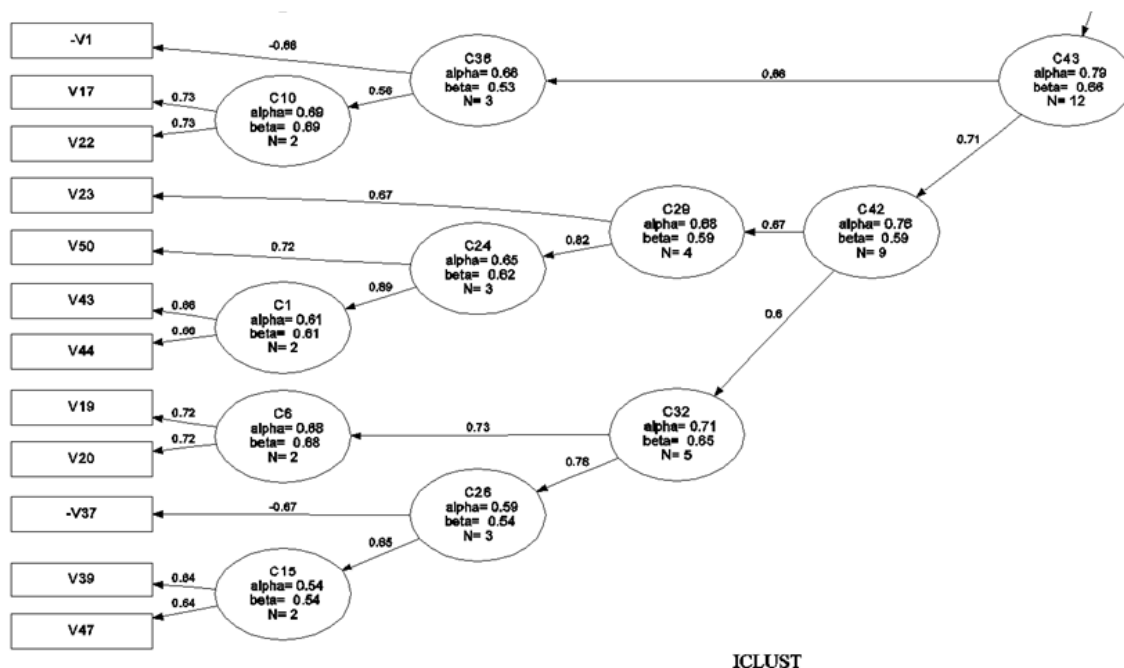 -V1
V17
V22
V23
V50
V43
V44
V19
V20
-V37
V39
V47
-0.66
0.73
0.73
0.56
C36
alpha= 0.66
beta= 0.53
N= 3
C10
alpha= 0.69
beta= 0.69
N= 2
0.66
C43
alpha= 0.79
beta= 0.66
N= 12
0.71
0.67
C29
alpha= 0.68
beta= 0.59
N= 4
0.67
C42
alpha= 0.76
beta= 0.59
N= 9
0.72
0.82
C24
alpha= 0.65
beta= 0.62
N= 3
0.69
0.66
0.66
C1
alpha= 0.61
beta= 0.61
N= 2
0.6
0.72
0.72
C6
alpha= 0.68
beta= 0.68
N= 2
0.73
C32
alpha= 0.71
beta= 0.65
N= 5
0.76
-0.67
C26
alpha= 0.59
beta= 0.54
N= 3
0.65
0.64
0.64
C15
alpha= 0.54
beta= 0.54
N= 2
ICLUST